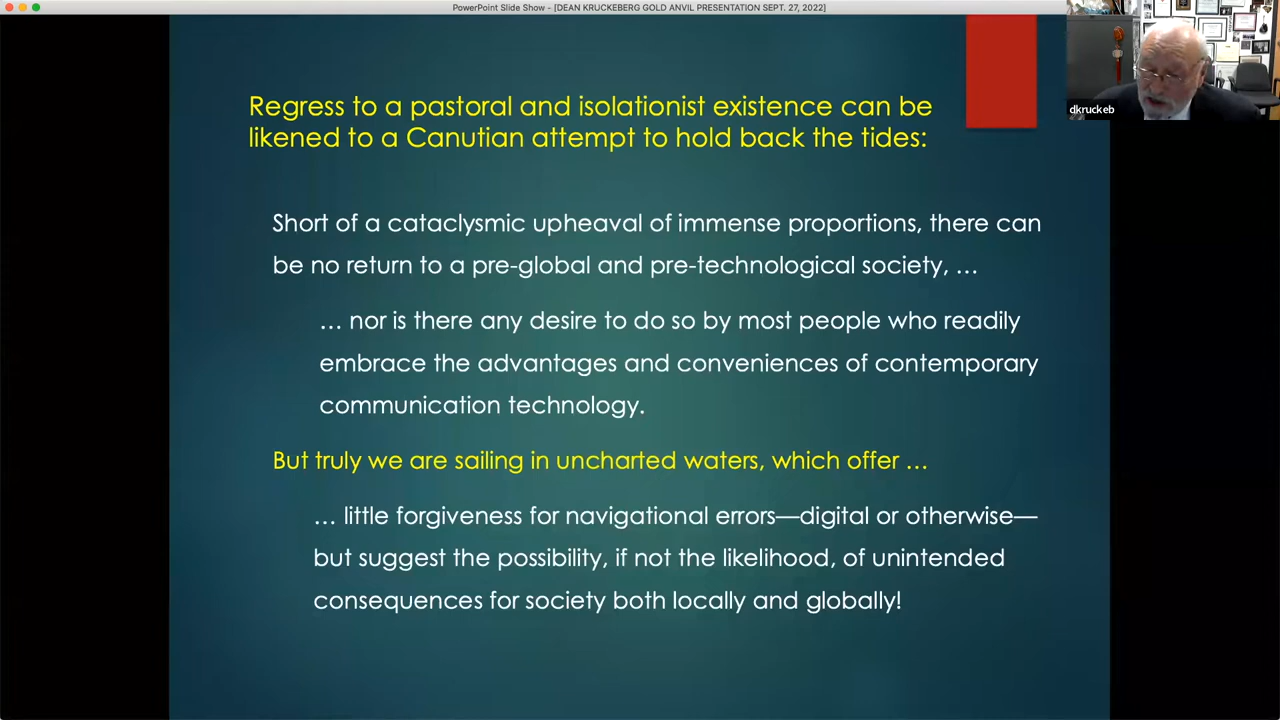 PowerPoint Slide Show - [DEAN KRUCKEBERG GOLD ANVIL PRESENTATION SEPT. 27, 2022]
dkruckeb
Regress to a pastoral and isolationist existence can be
likened to a Canutian attempt to hold back the tides:
Short of a cataclysmic upheaval of immense proportions, there can
be no return to a pre-global and pre-technological society, …
… nor is there any desire to do so by most people who readily
embrace the advantages and conveniences of contemporary
communication technology.
But truly we are sailing in uncharted waters, which offer …
… little forgiveness for navigational errors—digital or otherwise—
but suggest the possibility, if not the likelihood, of unintended
consequences for society both locally and globally!